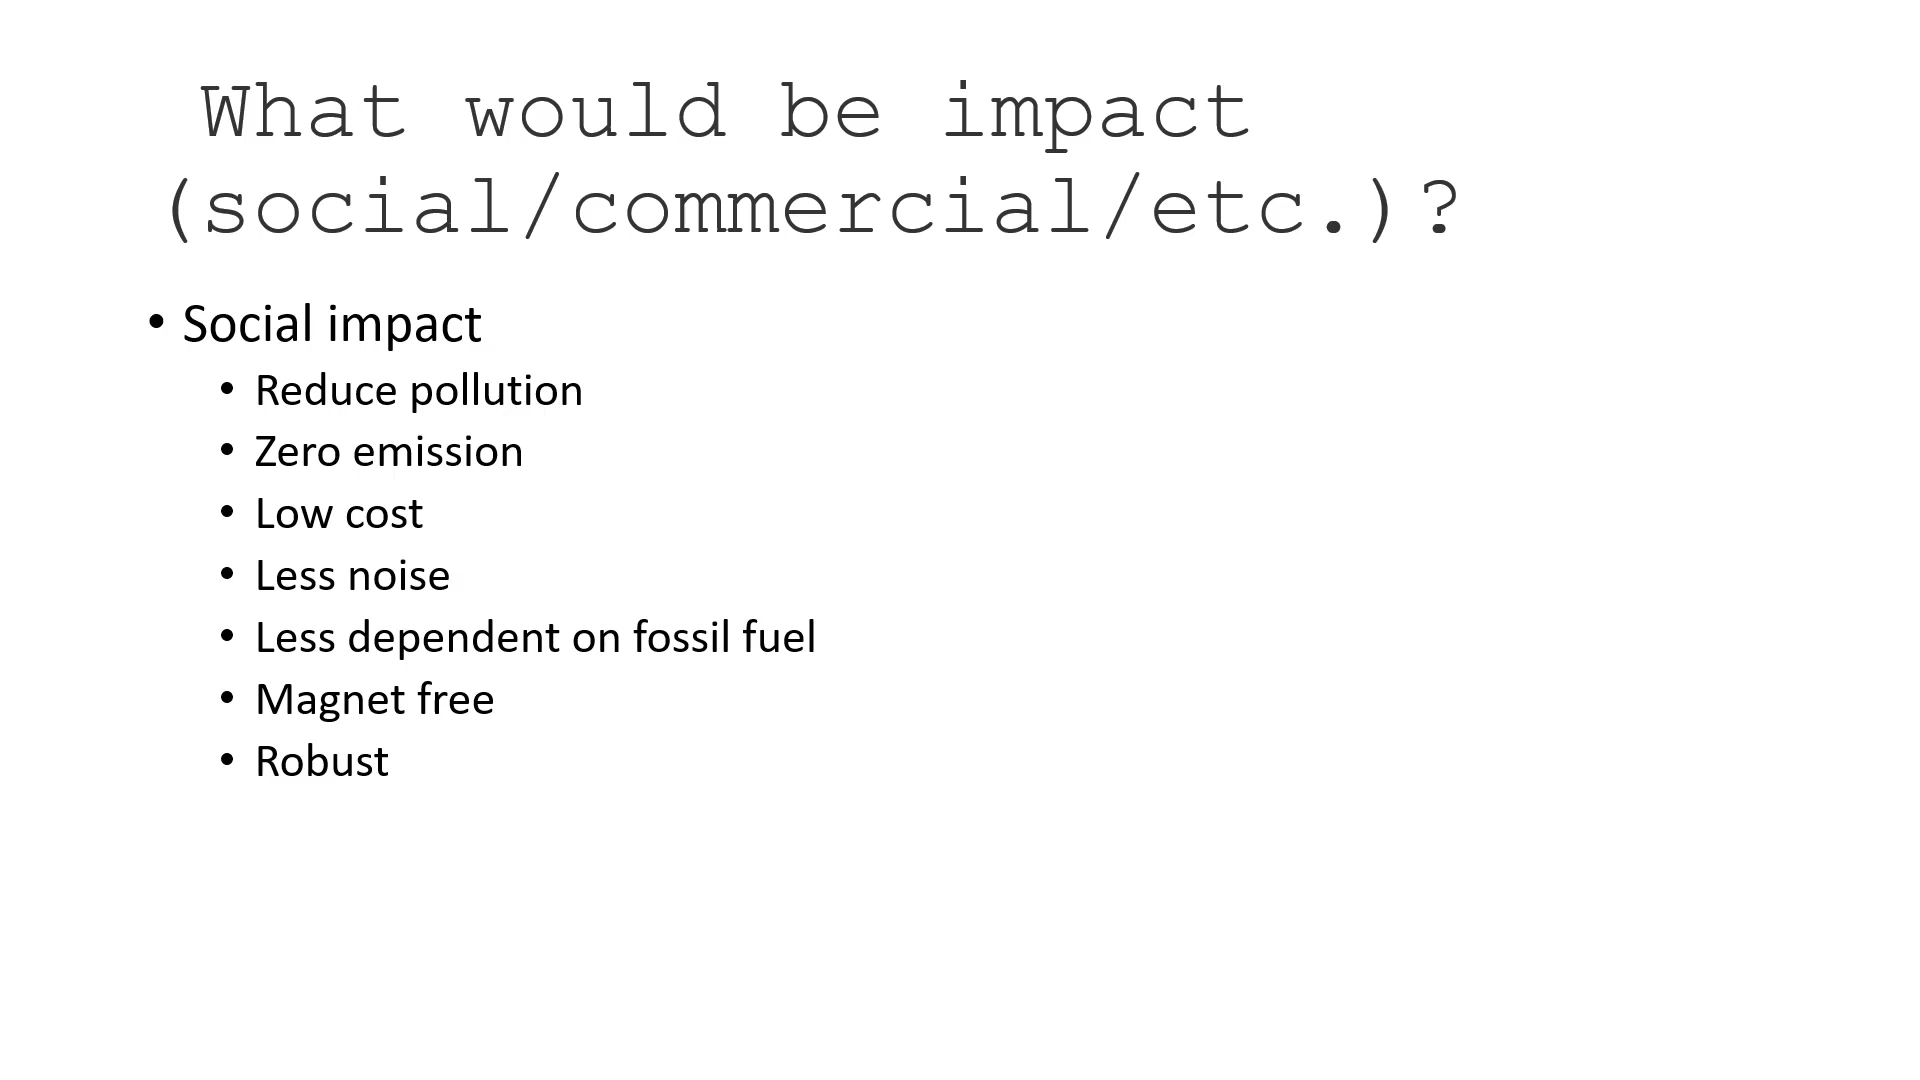 What would be impact
(social/commercial/etc.)?
• Social impact
• Reduce pollution
• Zero emission
• Low cost
• Less noise
• Less dependent on fossil fuel
• Magnet free
• Robust